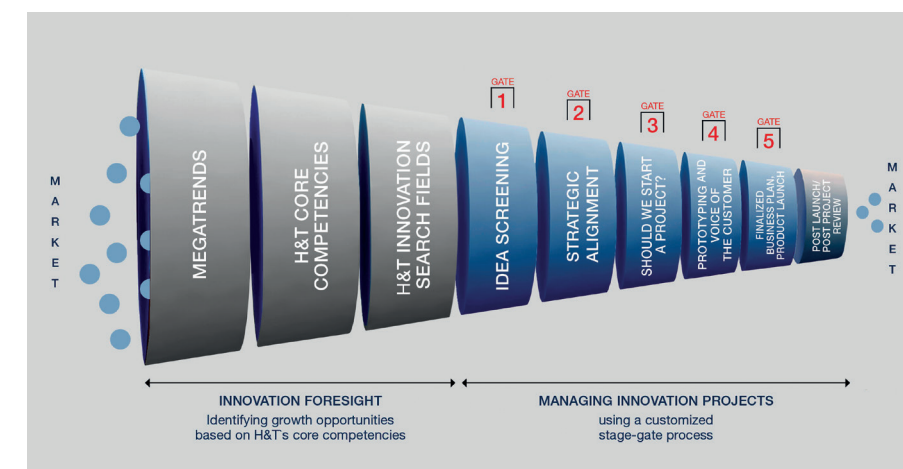 GATE
1
GATE
2
GATE
3
GATE
4
GATE
5
MARKET
MEGATRENDS
H&T CORE
COMPETENCIES
H&T INNOVATION
SEARCH FIELDS
IDEA SCREENING
STRATEGIC
ALIGNMENT
SHOULD WE START
A PROJECT?
PROTOTYPING AND
VOICE OF
THE CUSTOMER
FINALIZED
BUSINESS PLAN,
PRODUCT LAUNCH
POST LAUNCH/
POST PROJECT
REVIEW
MARKET
INNOVATION FORESIGHT
Identifying growth opportunities
based on H&T`s core competencies
MANAGING INNOVATION PROJECTS
using a customized
stage-gate process